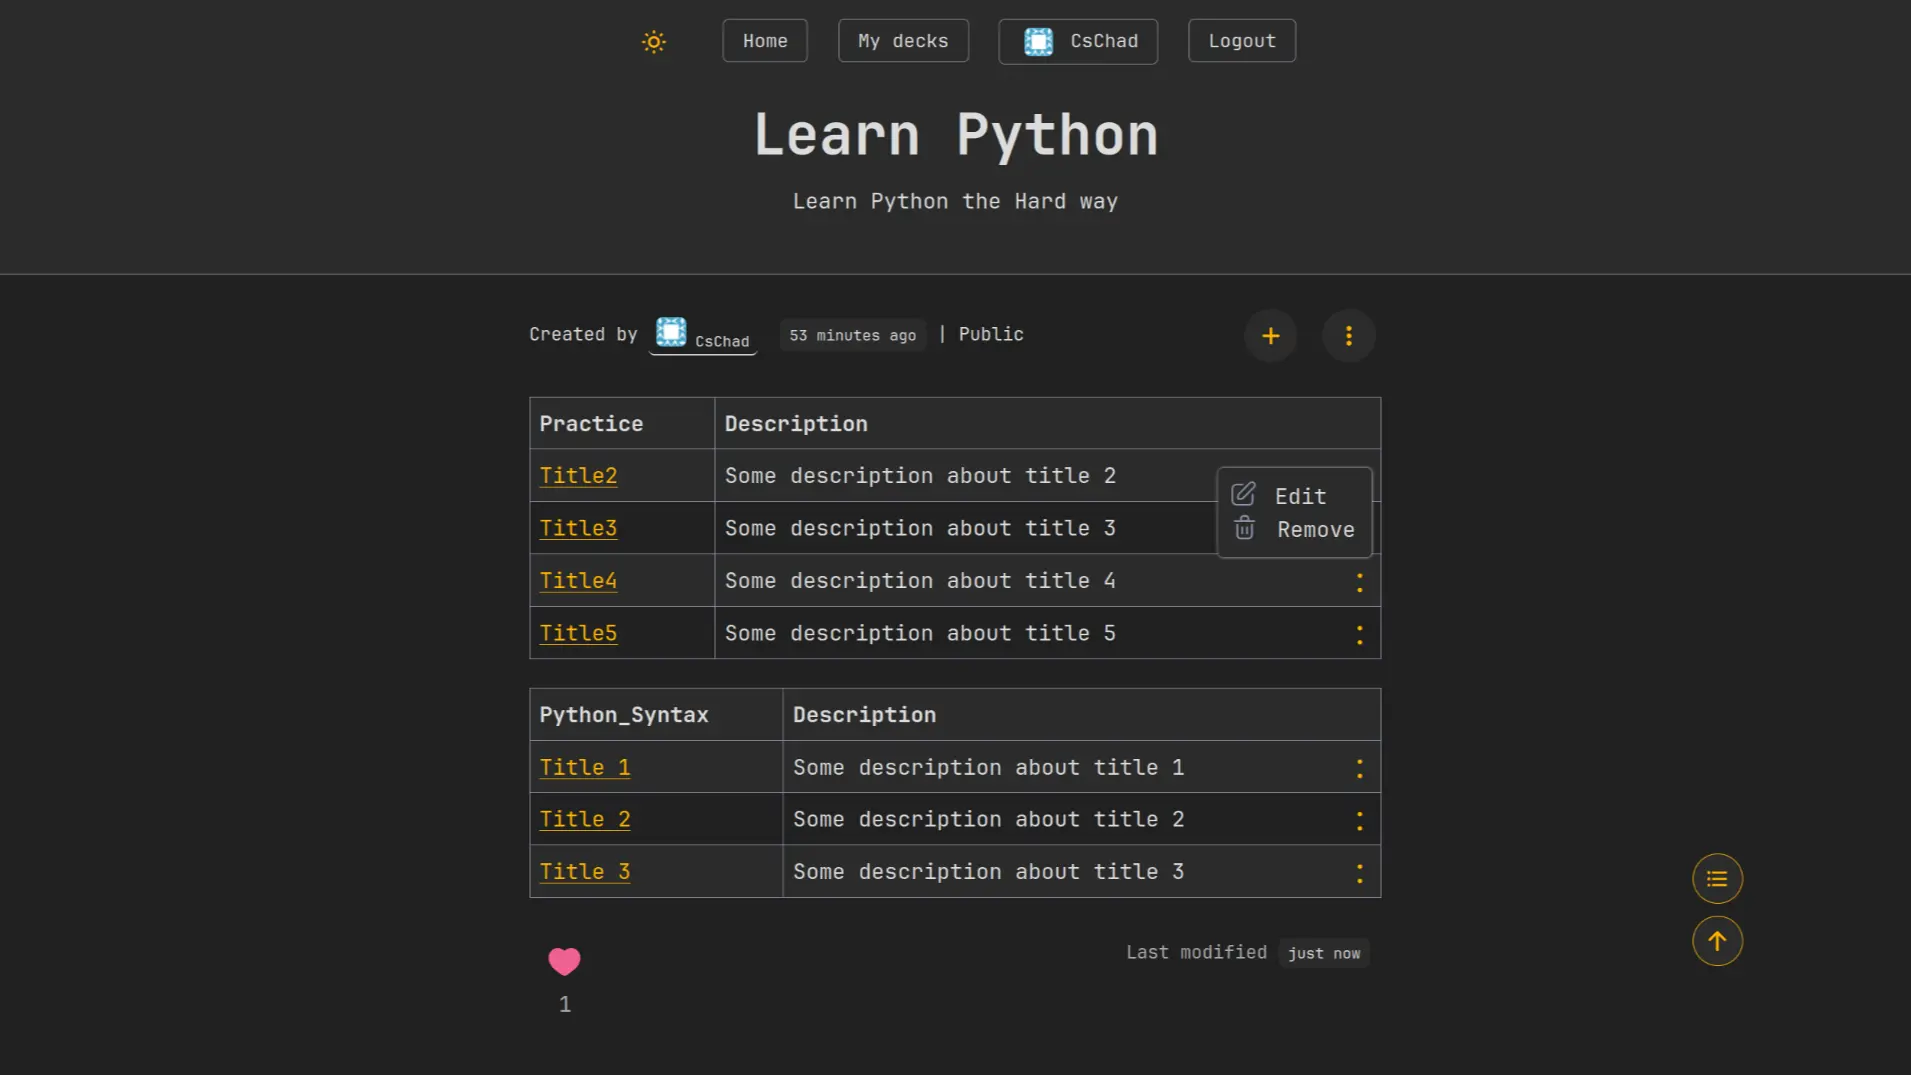 Home My decks CsChad Logout
Learn Python
Learn Python the Hard way
Created by CsChad 53 minutes ago | Public
Practice Description
Title2 Some description about title 2
Edit
Title3 Some description about title 3
Remove
Title4 Some description about title 4
Title5 Some description about title 5
Python_Syntax Description
Title 1 Some description about title 1
Title 2 Some description about title 2
Title 3 Some description about title 3
Last modified just now
1